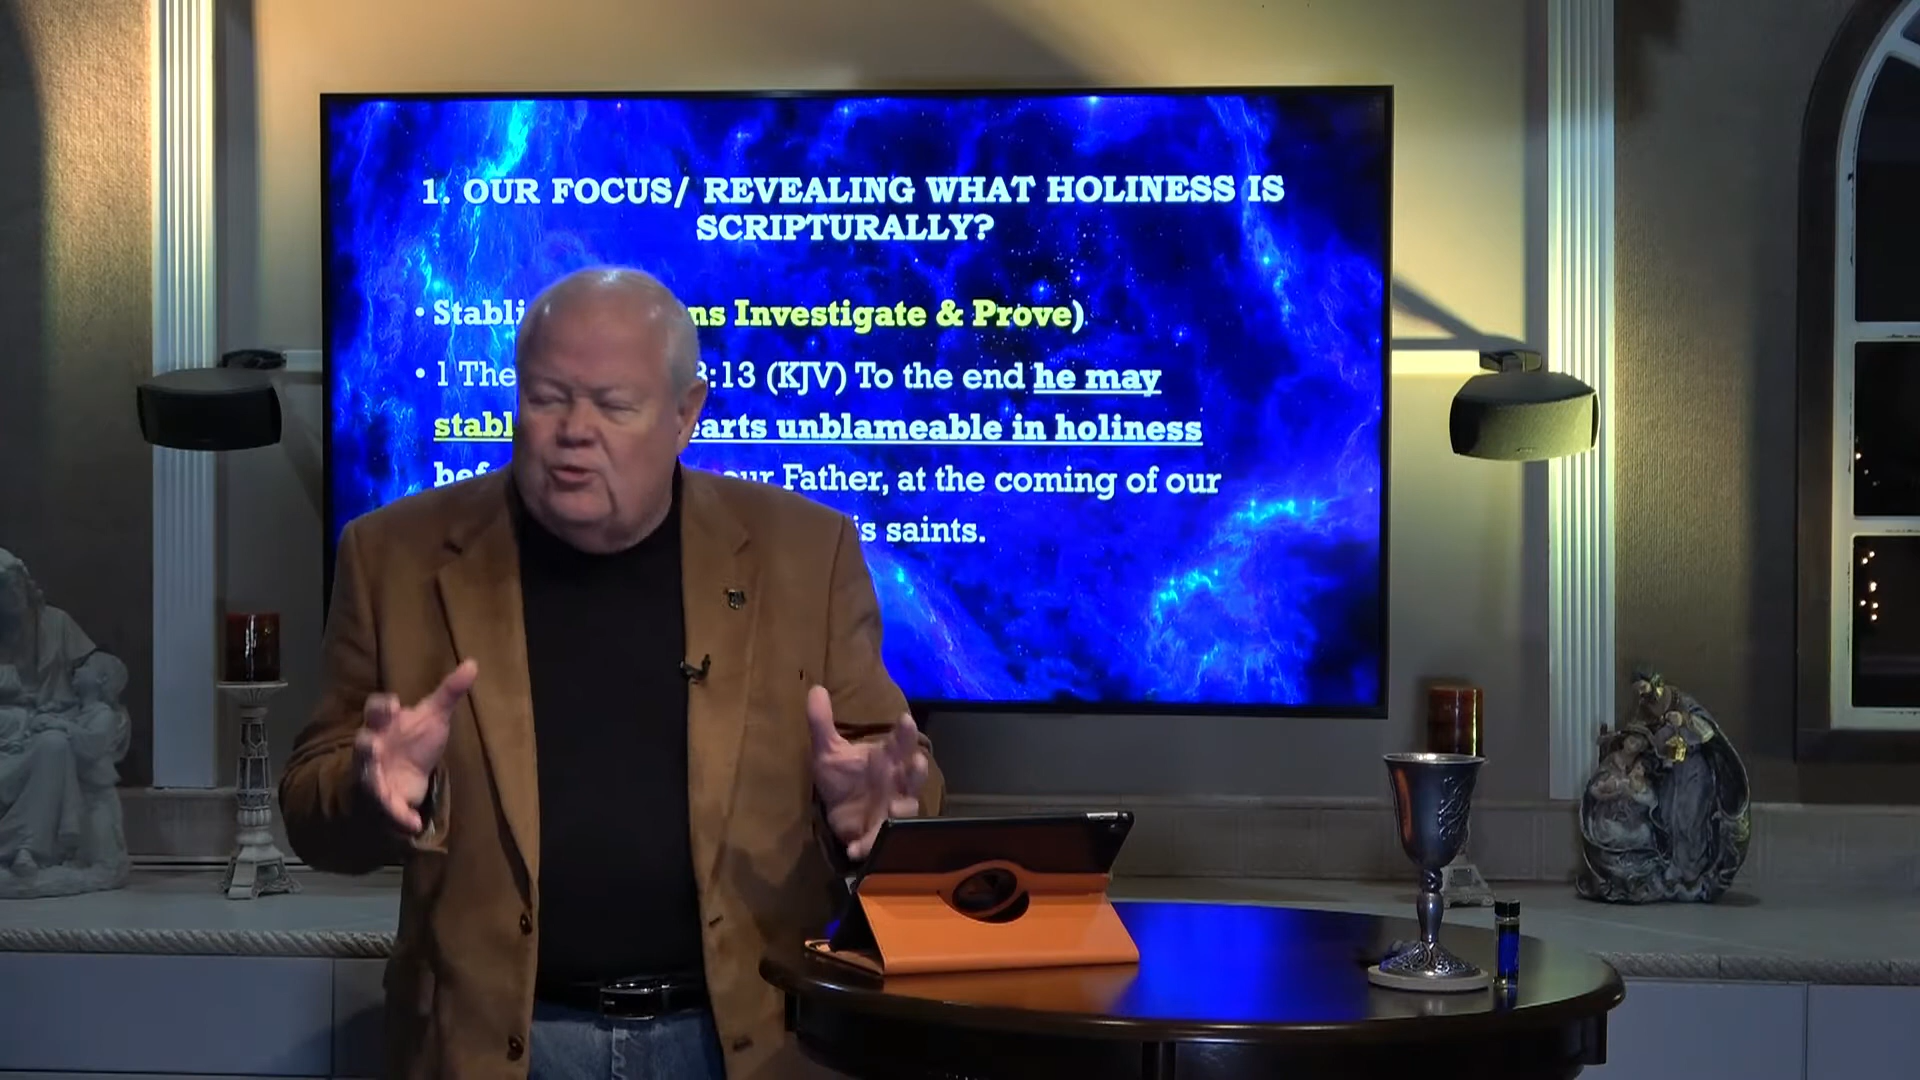 1. OUR FOCUS/ REVEALING WHAT HOLINESS IS
SCRIPTURALLY?
• Stabli ns Investigate & Prove)
• 1 The 3:13 (KJV) To the end he may
stabl earts unblameable in holiness
bef our Father, at the coming of our
is saints.